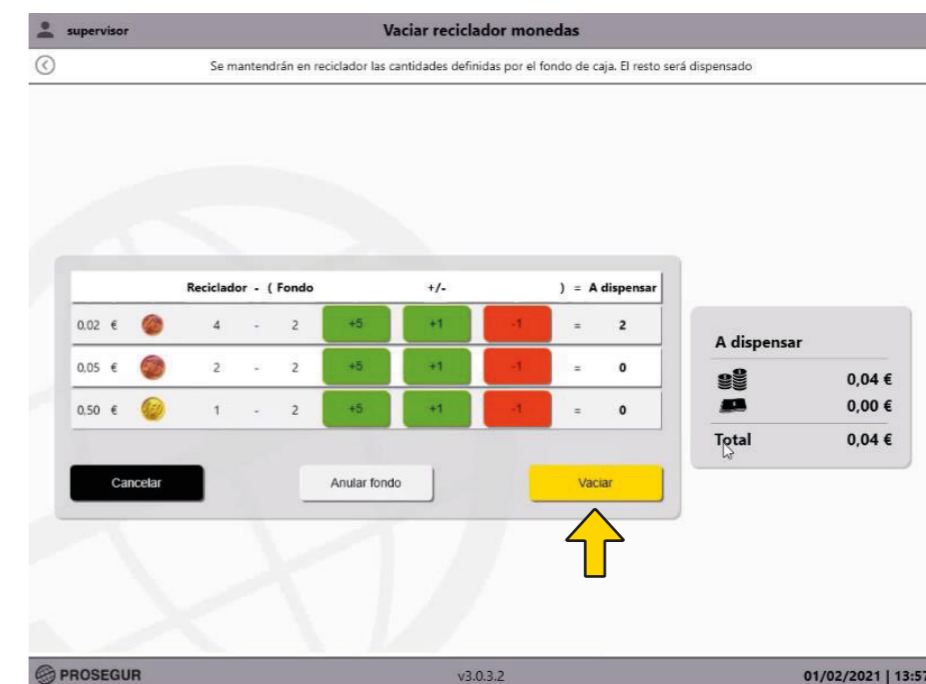 supervisor Vaciar reciclador monedas
Se mantendrán en reciclador las cantidades definidas por el fondo de caja. El resto será dispensado
Reciclador - ( Fondo +/- ) = A dispensar
0.02 € 4 - 2 +5 +1 -1 = 2
0.05 € 2 - 2 +5 +1 -1 = 0
0.50 € 1 - 2 +5 +1 -1 = 0
Cancelar Anular fondo Vaciar
A dispensar
0,04 €
0,00 €
Total 0,04 €
PROSEGUR v3.0.3.2 01/02/2021 | 13:57